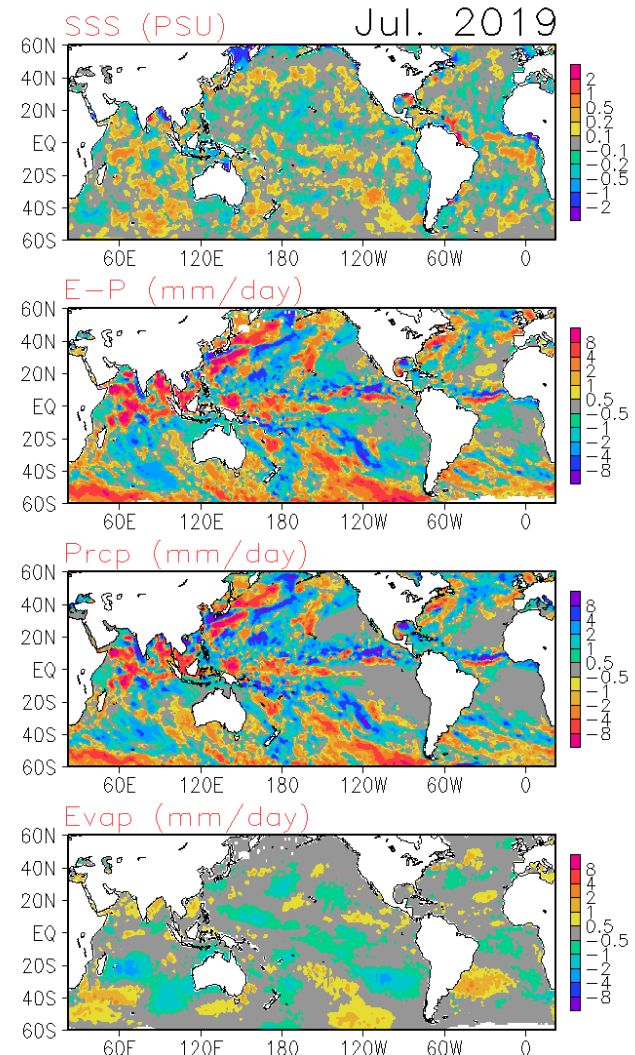 SSS (PSU) Jul. 2019
60N
40N
20N
EQ
20S
40S
60S
60E 120E 180 120W 60W 0
2
1
0.5
0.2
0.1
-0.1
-0.2
-0.5
-1
-2
E-P (mm/day)
60N
40N
20N
EQ
20S
40S
60S
60E 120E 180 120W 60W 0
8
4
2
1
0.5
-0.5
-1
-2
-4
-8
Prcp (mm/day)
60N
40N
20N
EQ
20S
40S
60S
60E 120E 180 120W 60W 0
8
4
2
1
0.5
-0.5
-1
-2
-4
-8
Evap (mm/day)
60N
40N
20N
EQ
20S
40S
60S
60E 120E 180 120W 60W 0
8
4
2
1
0.5
-0.5
-1
-2
-4
-8